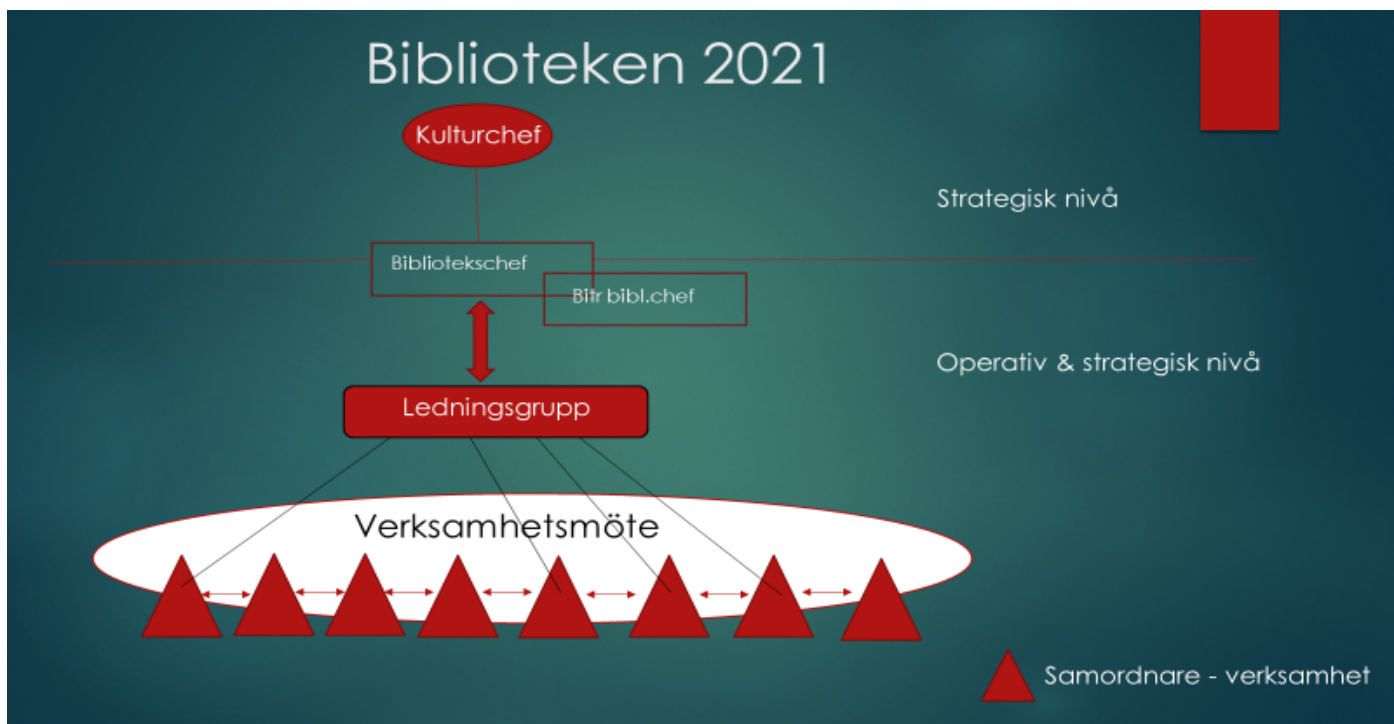 Biblioteken 2021
Kulturchef
Strategisk nivå
Bibliotekschef
Bitr bibl.chef
Operativ & strategisk nivå
Ledningsgrupp
Verksamhetsmöte
Samordnare - verksamhet